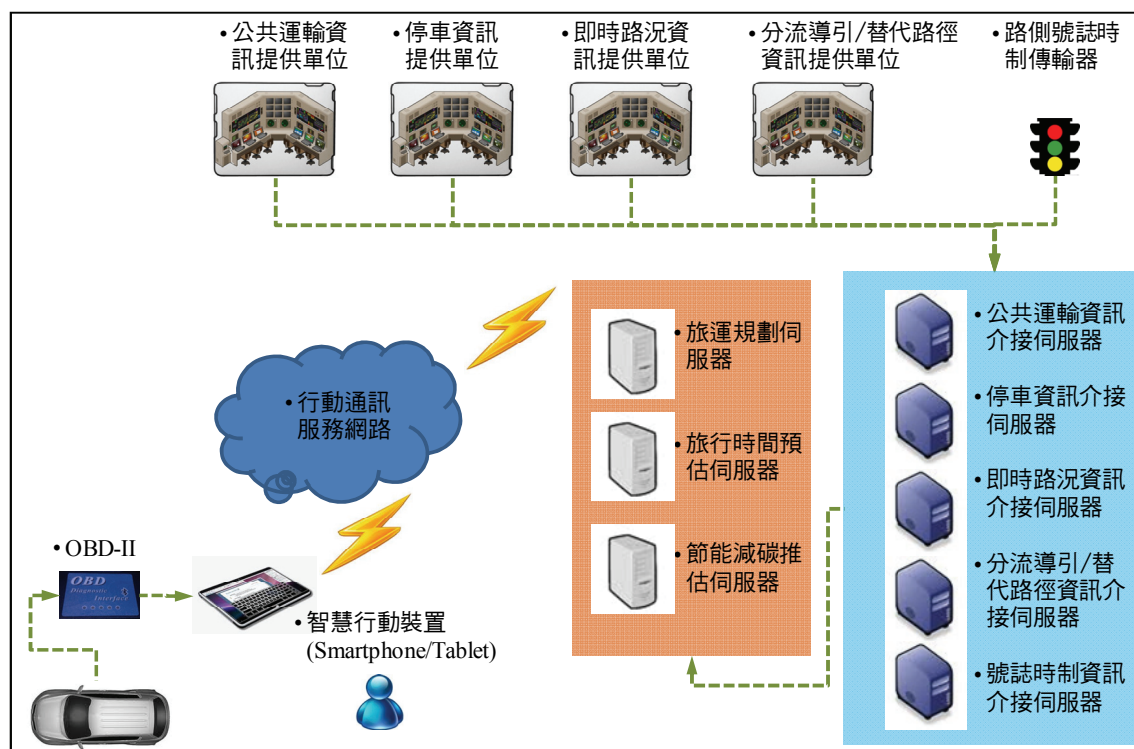 •公共運輸資
訊提供單位
•停車資訊
提供單位
•即時路況資
訊提供單位
•分流導引/替代路徑
資訊提供單位
•路側號誌時
制傳輸器
•行動通訊
服務網路
•旅運規劃伺
服器
•旅行時間預
估伺服器
•節能減碳推
估伺服器
•公共運輸資訊
介接伺服器
•停車資訊介接
伺服器
•即時路況資訊
介接伺服器
•分流導引/替
代路徑資訊介
接伺服器
•號誌時制資訊
介接伺服器
•OBD-II
OBD
Diagnostic
Interface
•智慧行動裝置
(Smartphone/Tablet)